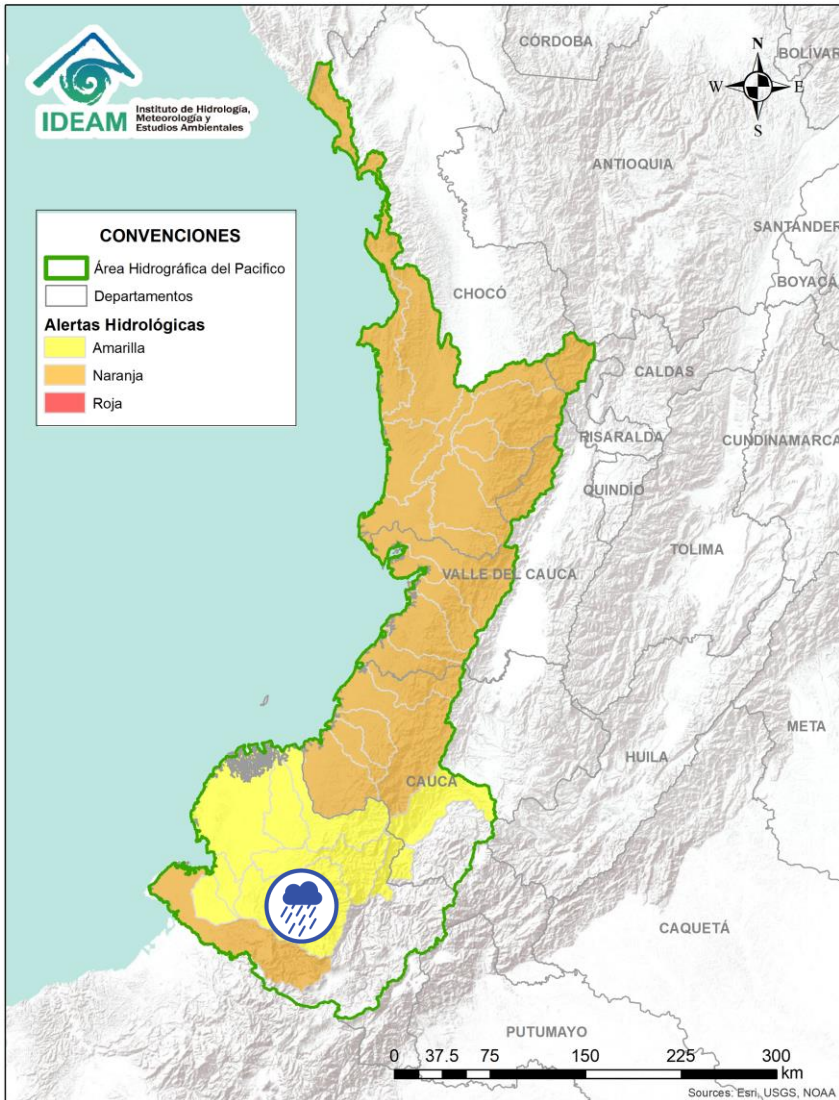 IDEAM
Instituto de Hidrología,
Meteorología y
Estudios Ambientales
CÓRDOBA
BOLÍVAR
N
W
E
S
ANTIOQUIA
SANTANDER
BOYACÁ
CONVENCIONES
Área Hidrográfica del Pacifico
Departamentos
Alertas Hidrológicas
Amarilla
Naranja
Roja
CHOCÓ
CALDAS
RISARALDA
CUNDINAMARCA
QUINDÍO
TOLIMA
VALLE DEL CAUCA
META
HUILA
CAUCA
CAQUETÁ
PUTUMAYO
0 37.5 75 150 225 300
km
Sources: Esri, USGS, NOAA